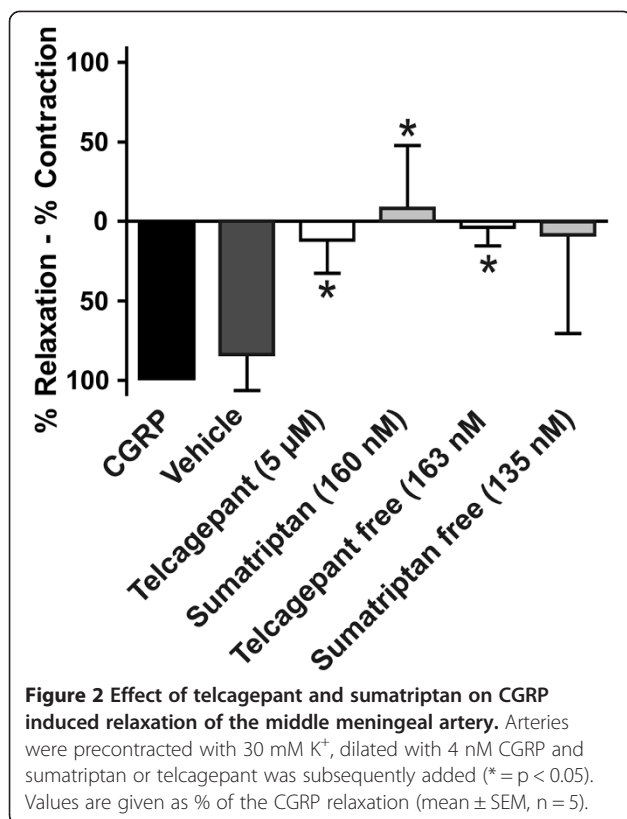 % Relaxation - % Contraction
100
50
0
50
100
*
*
*
CGRP
Vehicle
Telcagepant (5 µM)
Sumatriptan (160 nM)
Telcagepant free (163 nM
Sumatriptan free (135 nM)
Figure 2 Effect of telcagepant and sumatriptan on CGRP
induced relaxation of the middle meningeal artery. Arteries
were precontracted with 30 mM K⁺, dilated with 4 nM CGRP and
sumatriptan or telcagepant was subsequently added (* = p < 0.05).
Values are given as % of the CGRP relaxation (mean ± SEM, n = 5).